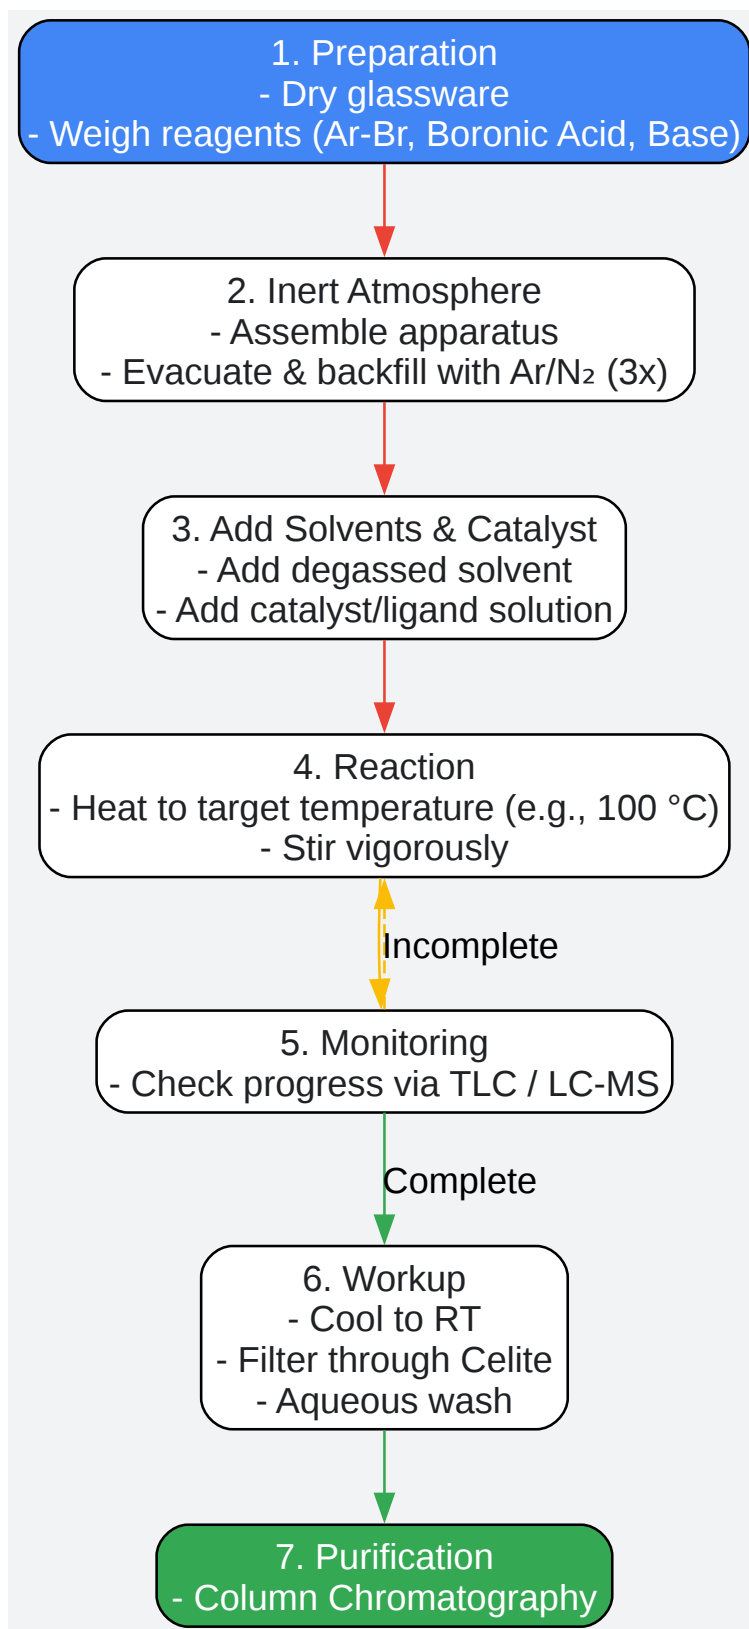 1. Preparation
- Dry glassware
- Weigh reagents (Ar-Br, Boronic Acid, Base)
2. Inert Atmosphere
- Assemble apparatus
- Evacuate & backfill with Ar/N₂ (3x)
3. Add Solvents & Catalyst
- Add degassed solvent
- Add catalyst/ligand solution
4. Reaction
- Heat to target temperature (e.g., 100 °C)
- Stir vigorously
Incomplete
5. Monitoring
- Check progress via TLC / LC-MS
Complete
6. Workup
- Cool to RT
- Filter through Celite
- Aqueous wash
7. Purification
- Column Chromatography